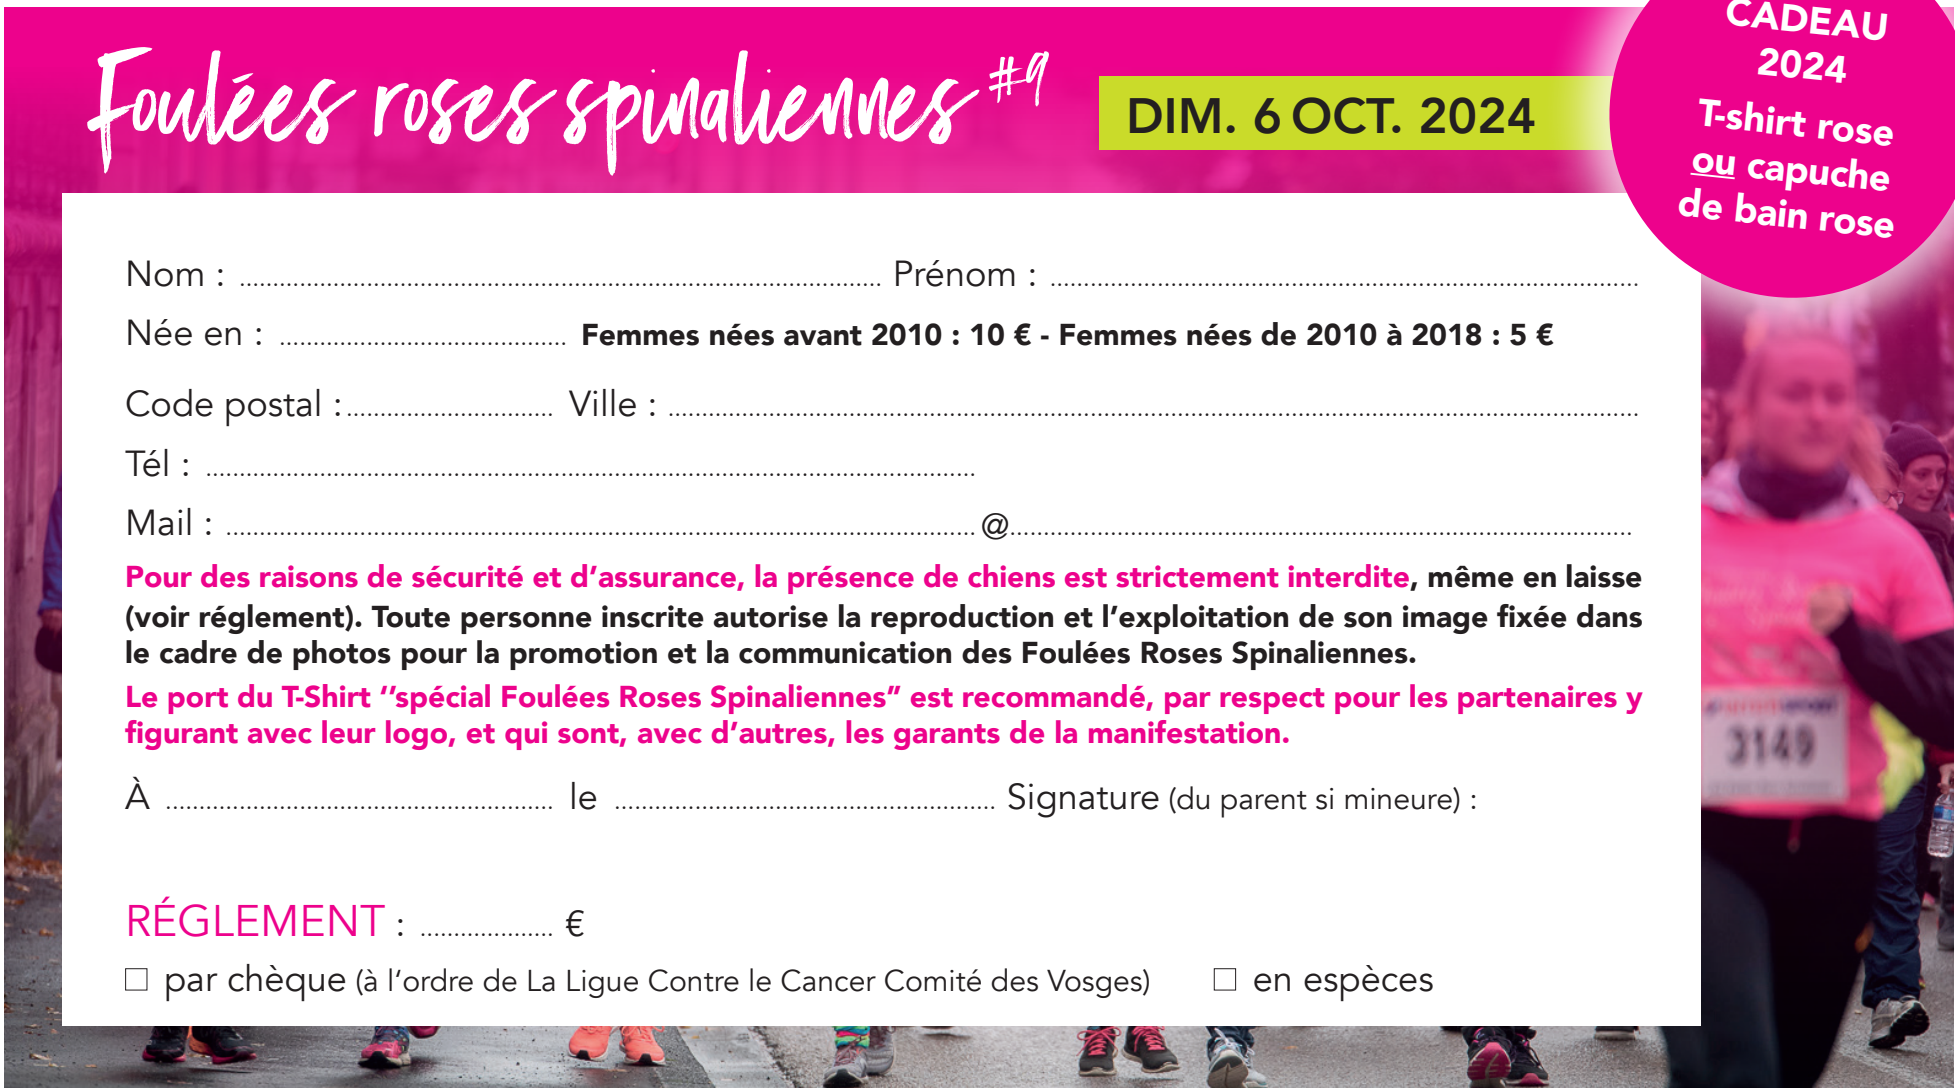 Foulées roses spinaliennes #9
DIM. 6 OCT. 2024
CADEAU
2024
T-shirt rose
ou capuche
de bain rose
Nom : ................ Prénom : ................
Née en : ................ Femmes nées avant 2010 : 10 € - Femmes nées de 2010 à 2018 : 5 €
Code postal : ................ Ville : ................
Tél : ................
Mail : ................ @ ................
Pour des raisons de sécurité et d’assurance, la présence de chiens est strictement interdite, même en laisse
(voir réglement). Toute personne inscrite autorise la reproduction et l’exploitation de son image fixée dans
le cadre de photos pour la promotion et la communication des Foulées Roses Spinaliennes.
Le port du T-Shirt ‘’spécial Foulées Roses Spinaliennes” est recommandé, par respect pour les partenaires y
figurant avec leur logo, et qui sont, avec d’autres, les garants de la manifestation.
À ................ le ................ Signature (du parent si mineure) :
RÉGLEMENT : ................ €
□ par chèque (à l’ordre de La Ligue Contre le Cancer Comité des Vosges) □ en espèces
3149